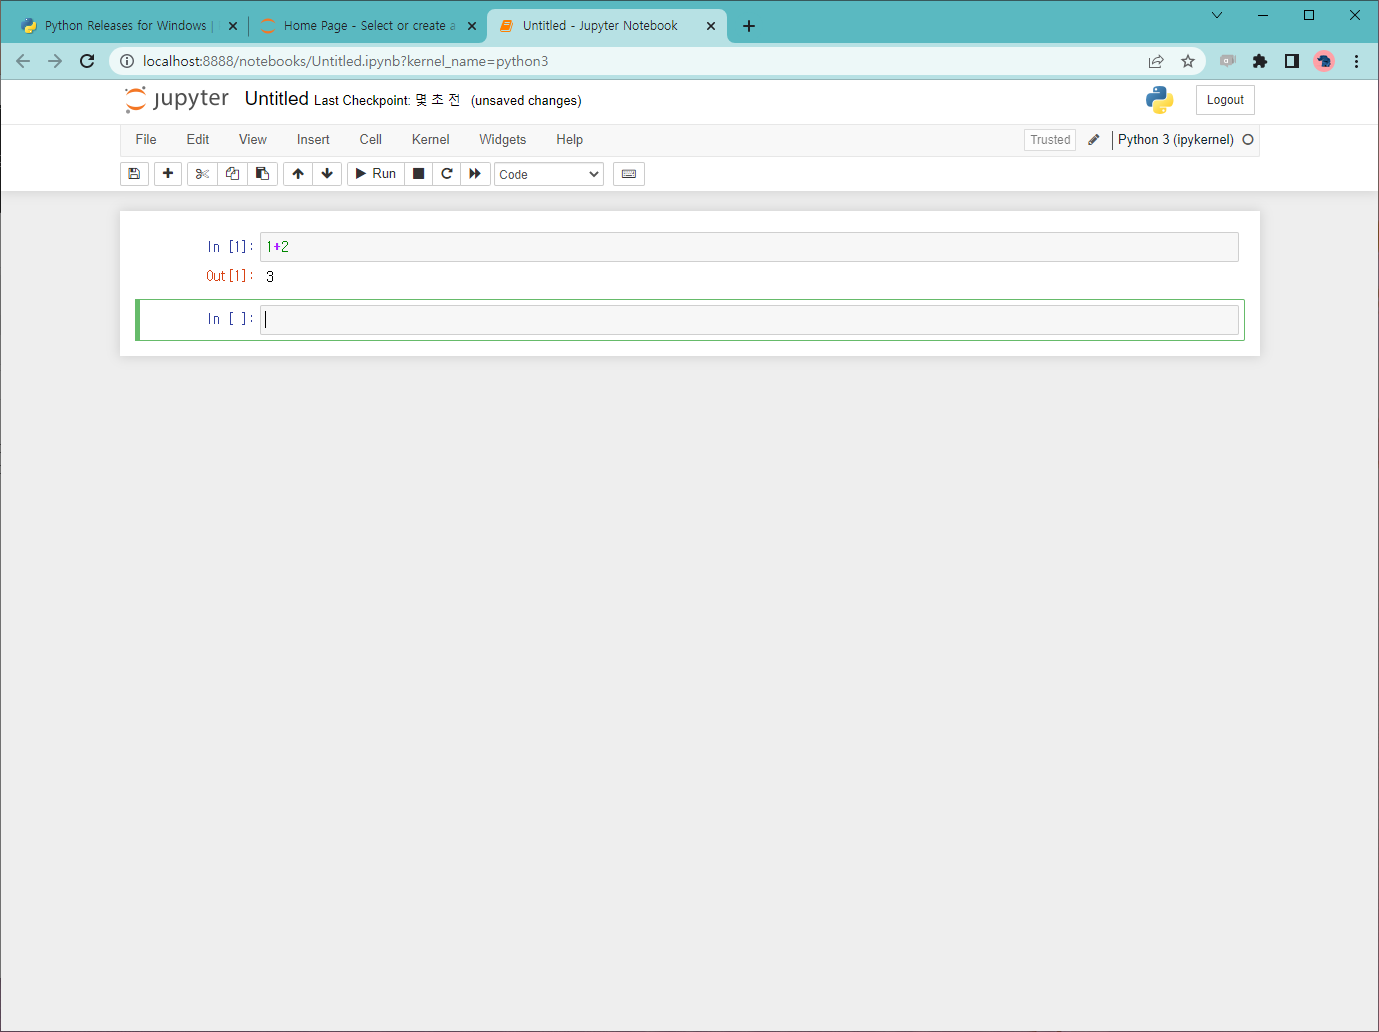 Python Releases for Windows |
Home Page - Select or create a
Untitled - Jupyter Notebook
localhost:8888/notebooks/Untitled.ipynb?kernel_name=python3
jupyter Untitled Last Checkpoint: 몇 초 전 (unsaved changes)
Logout
File Edit View Insert Cell Kernel Widgets Help
Trusted Python 3 (ipykernel)
Run Code
In [1]: 1+2
Out[1]: 3
In [ ]: